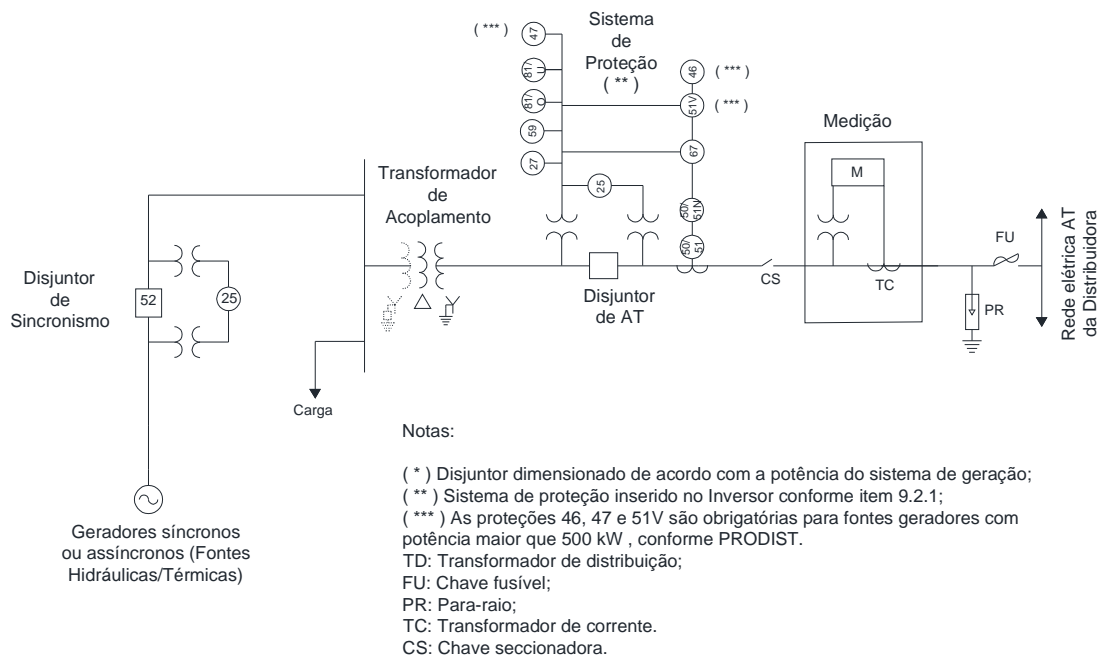 ( *** )
47
81/
U
81/
O
59
27
Sistema
de
Proteção
( ** )
46
( *** )
51V
( *** )
67
25
50/
51N
50/
51
Medição
M
TC
Transformador
de
Acoplamento
Disjuntor
de AT
CS
FU
PR
Rede elétrica AT
da Distribuidora
Disjuntor
de
Sincronismo
52
25
Carga
Geradores síncronos
ou assíncronos (Fontes
Hidráulicas/Térmicas)
Notas:
( * ) Disjuntor dimensionado de acordo com a potência do sistema de geração;
( ** ) Sistema de proteção inserido no Inversor conforme item 9.2.1;
( *** ) As proteções 46, 47 e 51V são obrigatórias para fontes geradores com
potência maior que 500 kW , conforme PRODIST.
TD: Transformador de distribuição;
FU: Chave fusível;
PR: Para-raio;
TC: Transformador de corrente.
CS: Chave seccionadora.